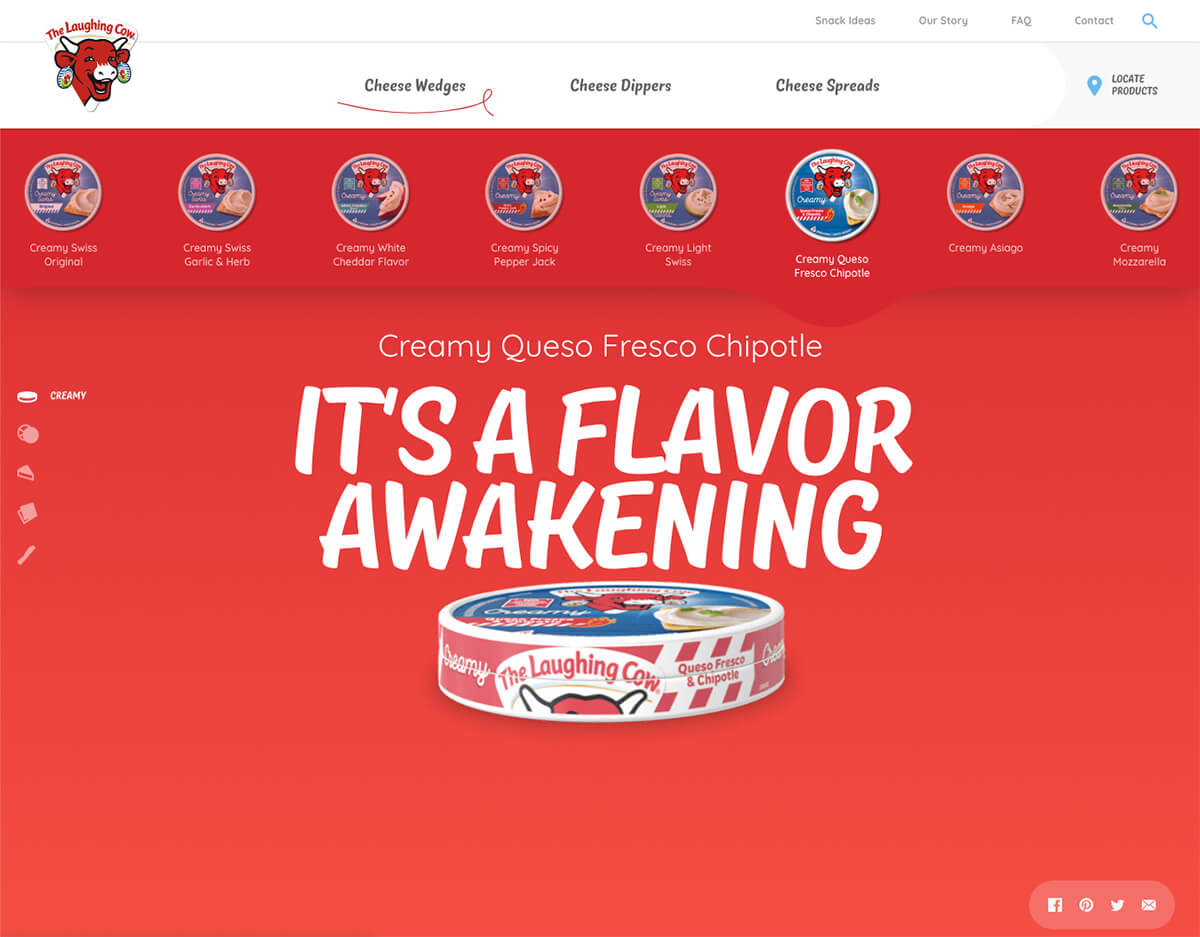 The Laughing Cow
Snack Ideas
Our Story
FAQ
Contact
Cheese Wedges
Cheese Dippers
Cheese Spreads
LOCATE
PRODUCTS
Creamy Swiss
Original
Creamy Swiss
Garlic & Herb
Creamy White
Cheddar Flavor
Creamy Spicy
Pepper Jack
Creamy Light
Swiss
Creamy Queso
Fresco Chipotle
Creamy Asiago
Creamy
Mozzarella
Creamy Queso Fresco Chipotle
CREAMY
IT'S A FLAVOR
AWAKENING
Creamy
Creamy
The Laughing Cow
Queso Fresco
& Chipotle
Creamy